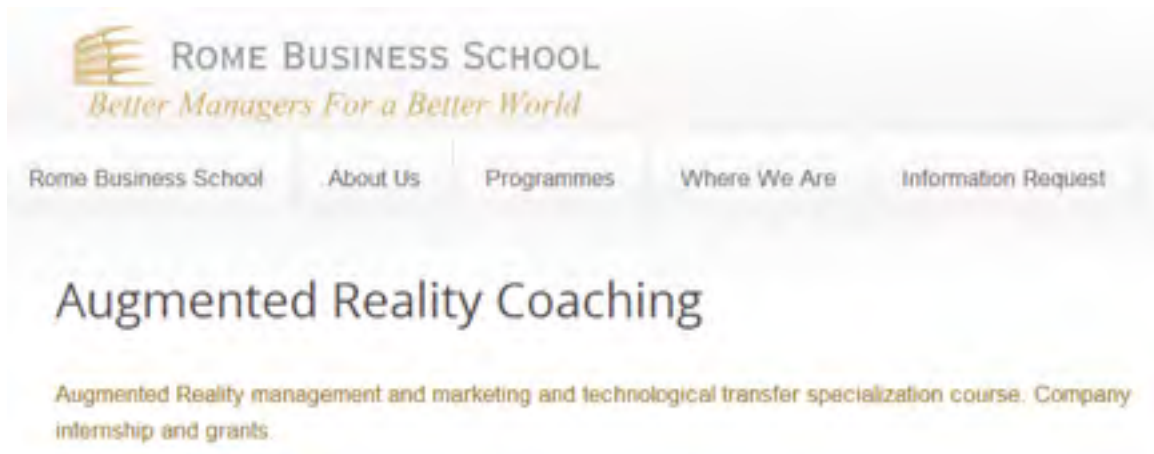 ROME BUSINESS SCHOOL
Better Managers For a Better World
Rome Business School About Us Programmes Where We Are Information Request
Augmented Reality Coaching
Augmented Reality management and marketing and technological transfer specialization course. Company
internship and grants.